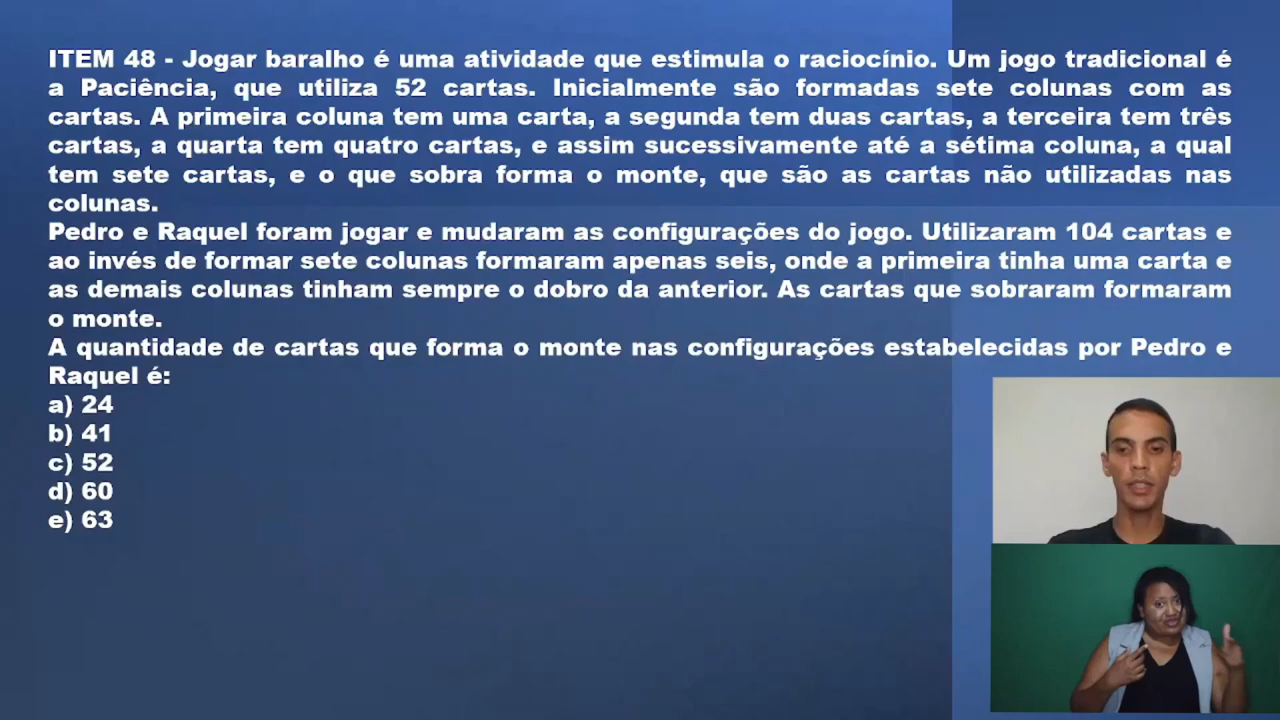 ITEM 48 - Jogar baralho é uma atividade que estimula o raciocínio. Um jogo tradicional é
a Paciência, que utiliza 52 cartas. Inicialmente são formadas sete colunas com as
cartas. A primeira coluna tem uma carta, a segunda tem duas cartas, a terceira tem três
cartas, a quarta tem quatro cartas, e assim sucessivamente até a sétima coluna, a qual
tem sete cartas, e o que sobra forma o monte, que são as cartas não utilizadas nas
colunas.
Pedro e Raquel foram jogar e mudaram as configurações do jogo. Utilizaram 104 cartas e
ao invés de formar sete colunas formaram apenas seis, onde a primeira tinha uma carta e
as demais colunas tinham sempre o dobro da anterior. As cartas que sobraram formaram
o monte.
A quantidade de cartas que forma o monte nas configurações estabelecidas por Pedro e
Raquel é:
a) 24
b) 41
c) 52
d) 60
e) 63